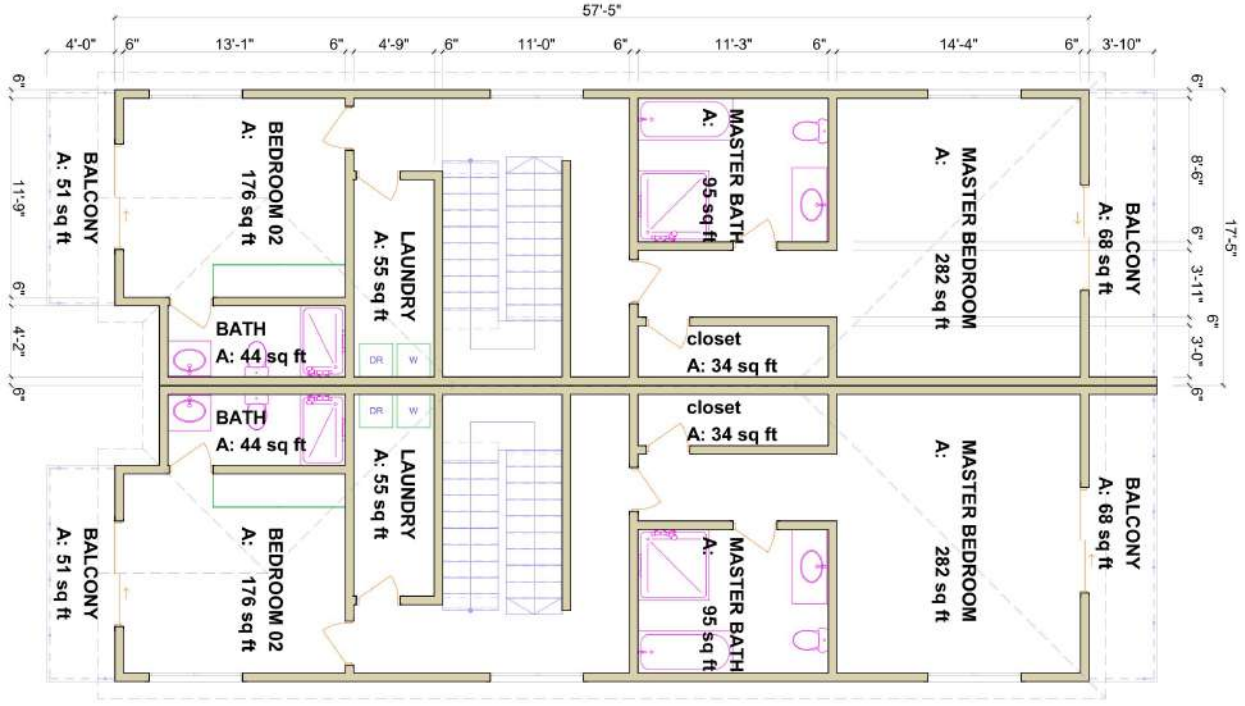 57'-5"
4'-0" 6" 13'-1" 6" 4'-9" 6" 11'-0" 6" 11'-3" 6" 14'-4" 6" 3'-10"
6"
11'-9"
6"
4'-2"
6"
BALCONY
A: 51 sq ft
BEDROOM 02
A: 176 sq ft
LAUNDRY
A: 55 sq ft
MASTER BATH
A: 95 sq ft
MASTER BEDROOM
A: 282 sq ft
BALCONY
A: 68 sq ft
6"
8'-6"
6"
3'-11"
6"
3'-0"
6"
17'-5"
BATH
A: 44 sq ft
DR W
closet
A: 34 sq ft
BATH
A: 44 sq ft
DR W
closet
A: 34 sq ft
BALCONY
A: 51 sq ft
BEDROOM 02
A: 176 sq ft
LAUNDRY
A: 55 sq ft
MASTER BATH
A: 95 sq ft
MASTER BEDROOM
A: 282 sq ft
BALCONY
A: 68 sq ft